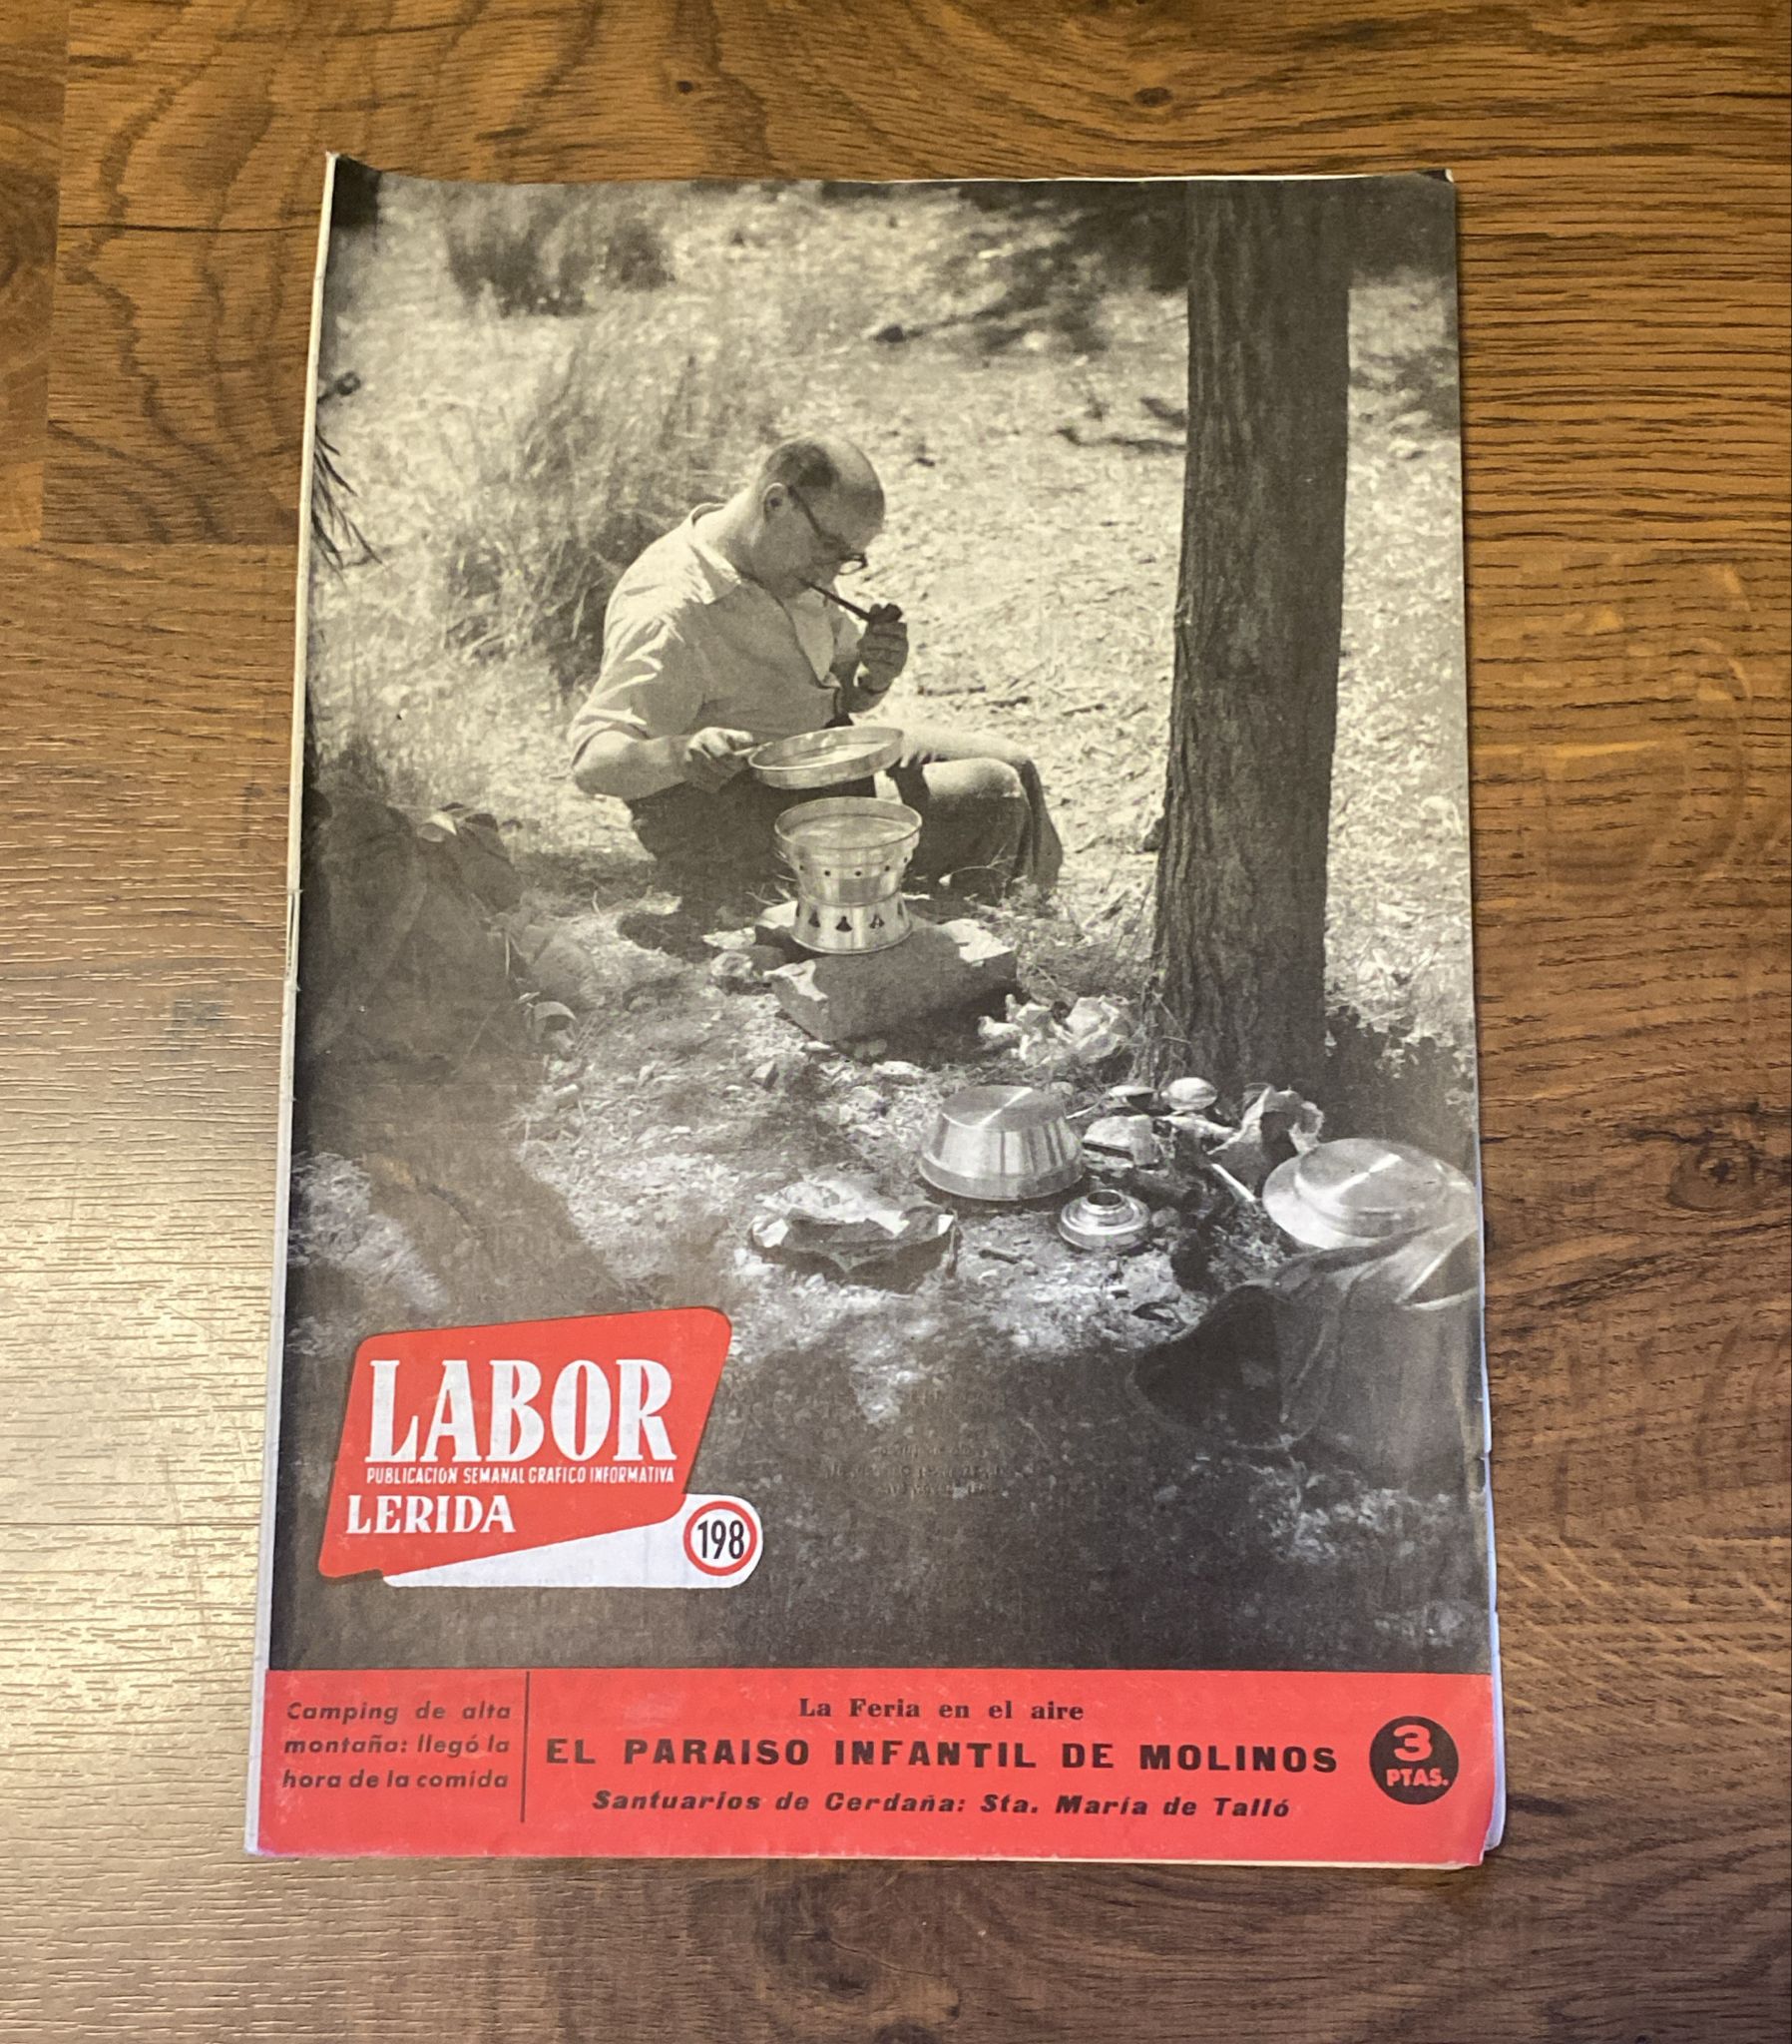 LABOR
PUBLICACION SEMANAL GRAFICO INFORMATIVA
LERIDA
198
Camping de alta
montaña: llegó la
hora de la comida
La Feria en el aire
EL PARAISO INFANTIL DE MOLINOS
Santuarios de Cerdaña: Sta. María de Talló
3
PTAS.